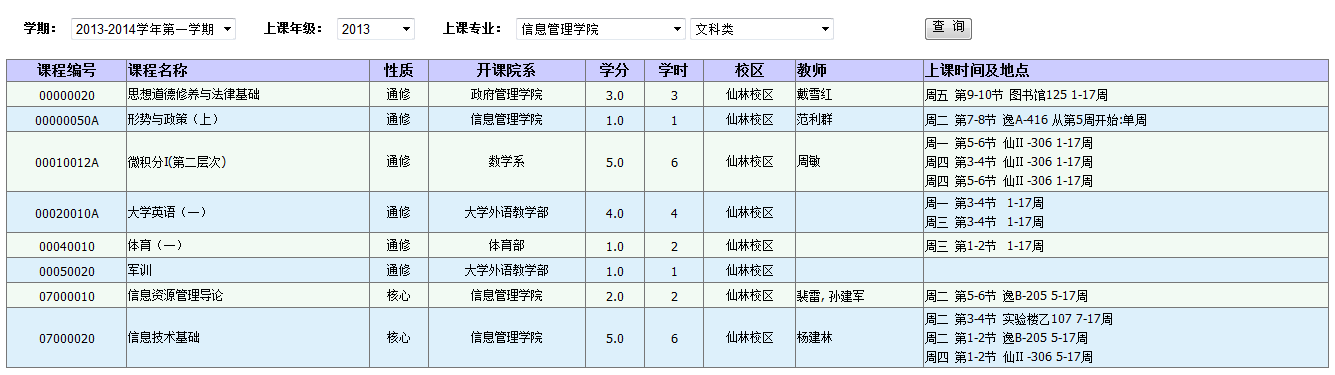 学期： 2013-2014学年第一学期 上课年级： 2013 上课专业： 信息管理学院 文科类 查 询
课程编号 课程名称 性质 开课院系 学分 学时 校区 教师 上课时间及地点
00000020 思想道德修养与法律基础 通修 政府管理学院 3.0 3 仙林校区 戴雪红 周五 第9-10节 图书馆125 1-17周
00000050A 形势与政策（上） 通修 信息管理学院 1.0 1 仙林校区 范利群 周二 第7-8节 逸A-416 从第5周开始:单周
00010012A 微积分I(第二层次) 通修 数学系 5.0 6 仙林校区 周敏 周一 第5-6节 仙II -306 1-17周
周四 第3-4节 仙II -306 1-17周
周四 第5-6节 仙II -306 1-17周
00020010A 大学英语（一） 通修 大学外语教学部 4.0 4 仙林校区 周一 第3-4节 1-17周
周三 第3-4节 1-17周
00040010 体育（一） 通修 体育部 1.0 2 仙林校区 周三 第1-2节 1-17周
00050020 军训 通修 大学外语教学部 1.0 1 仙林校区
07000010 信息资源管理导论 核心 信息管理学院 2.0 2 仙林校区 裴雷, 孙建军 周二 第5-6节 逸B-205 5-17周
07000020 信息技术基础 核心 信息管理学院 5.0 6 仙林校区 杨建林 周二 第3-4节 实验楼乙107 7-17周
周二 第1-2节 逸B-205 5-17周
周四 第1-2节 仙II -306 5-17周